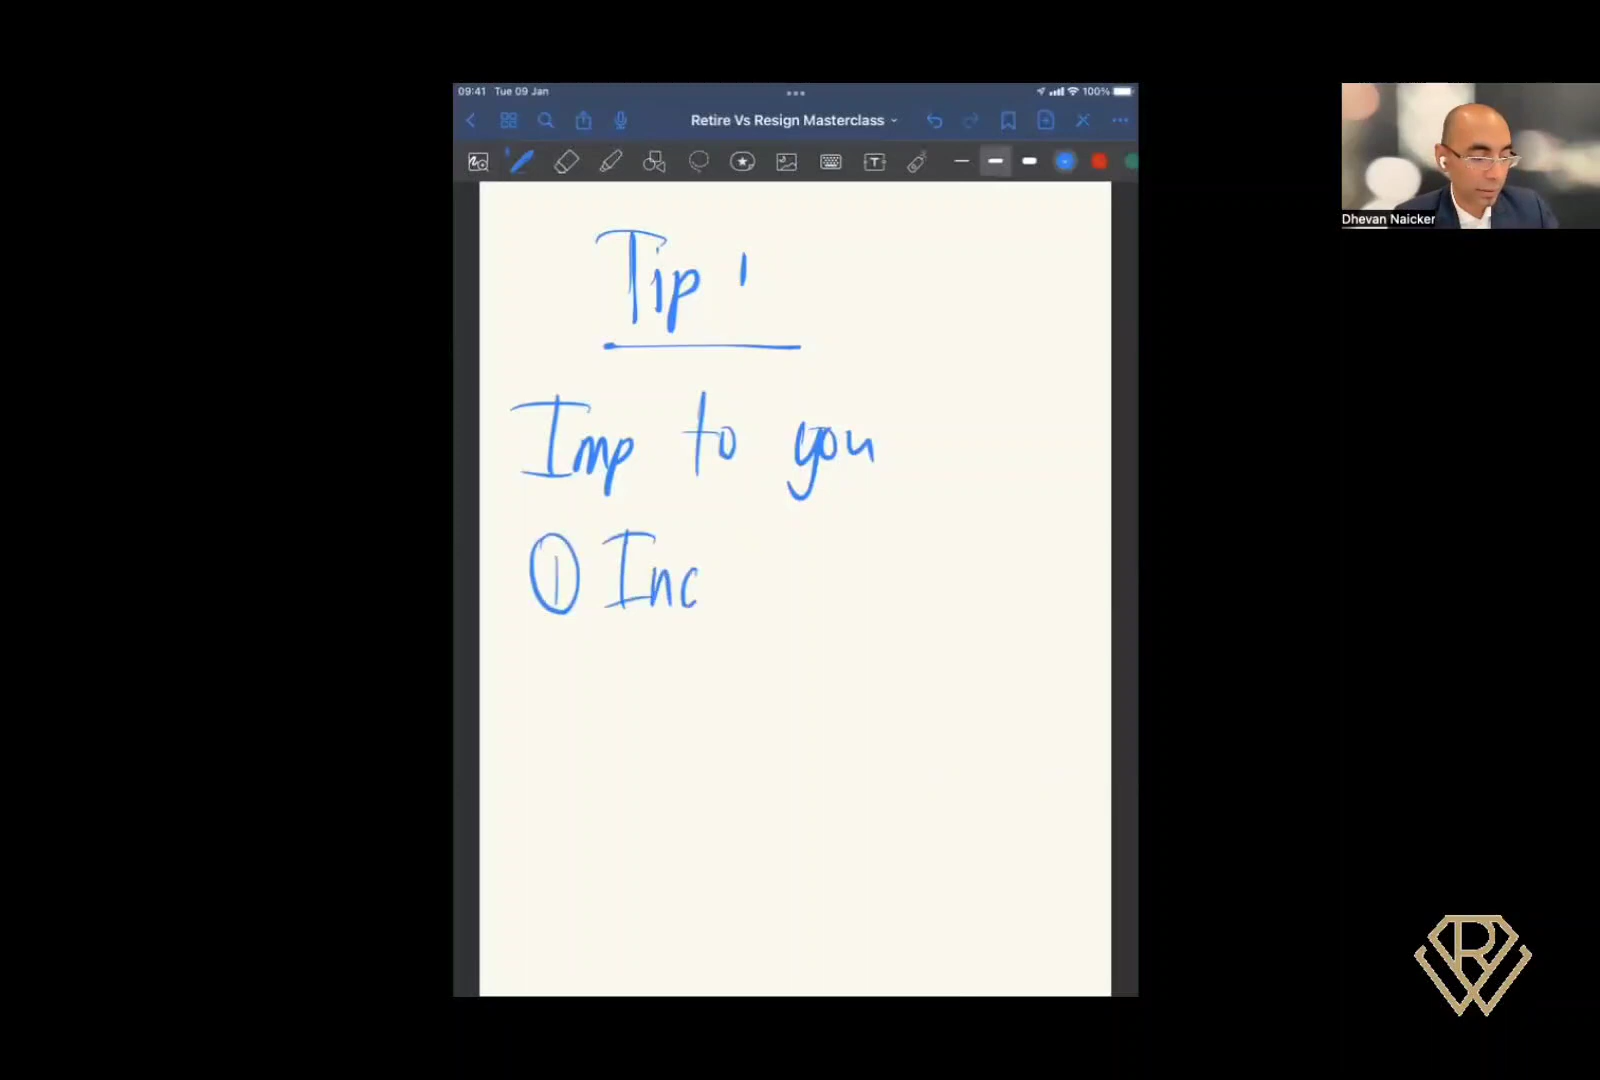 09:41 Tue 09 Jan 100%
Retire Vs Resign Masterclass
Tip 1
Imp to you
① Inc
Dhevan Naicker
RW